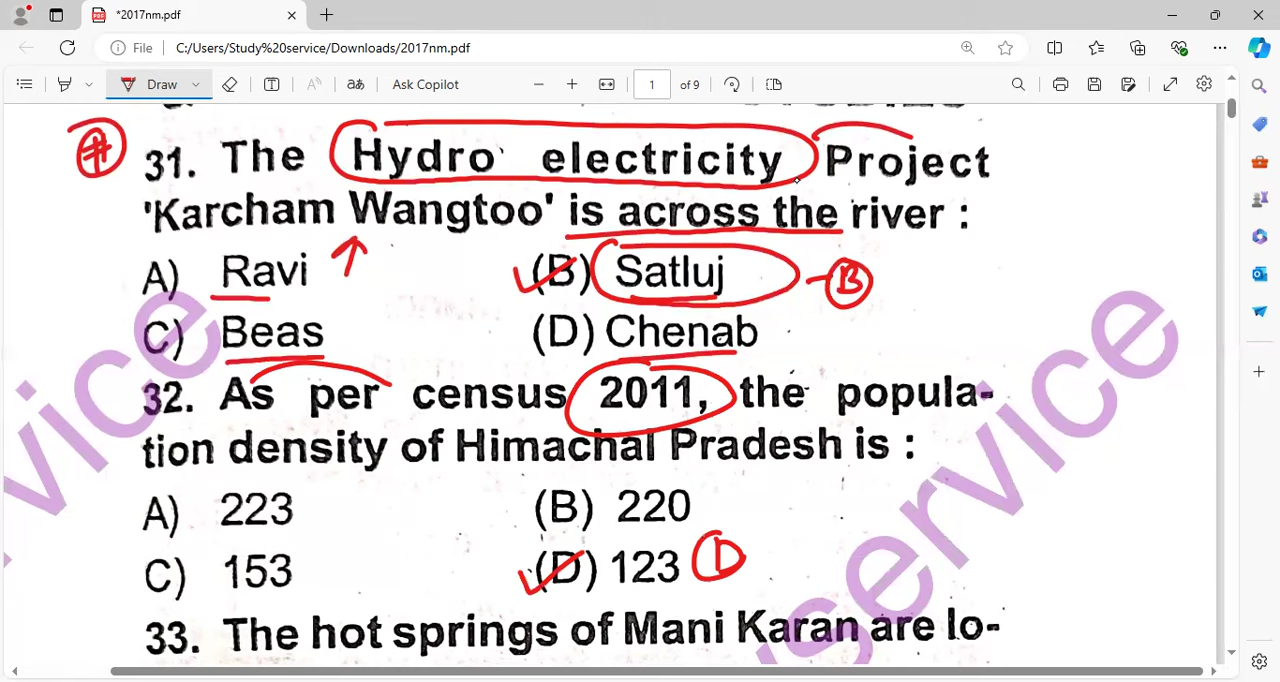 *2017nm.pdf
File C:/Users/Study%20service/Downloads/2017nm.pdf
Draw Ask Copilot 1 of 9
31. The Hydro electricity Project
'Karcham Wangtoo' is across the river :
A) Ravi (B) Satluj B
C) Beas (D) Chenab
32. As per census 2011, the popula-
tion density of Himachal Pradesh is :
A) 223 (B) 220
C) 153 (D) 123 D
33. The hot springs of Mani Karan are lo-
vice
yservice